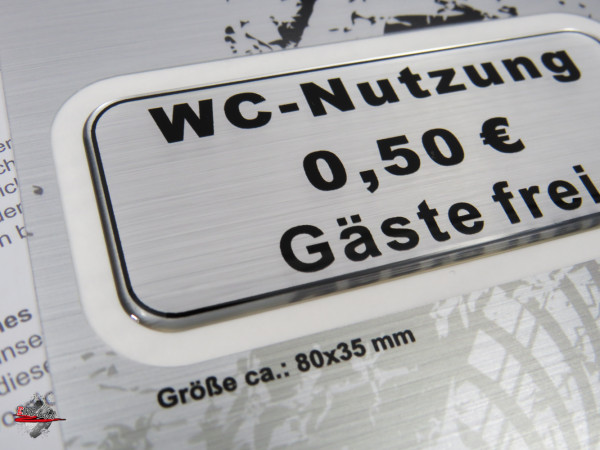 WC-Nutzung
0,50 €
Gäste frei
Größe ca.: 80x35 mm